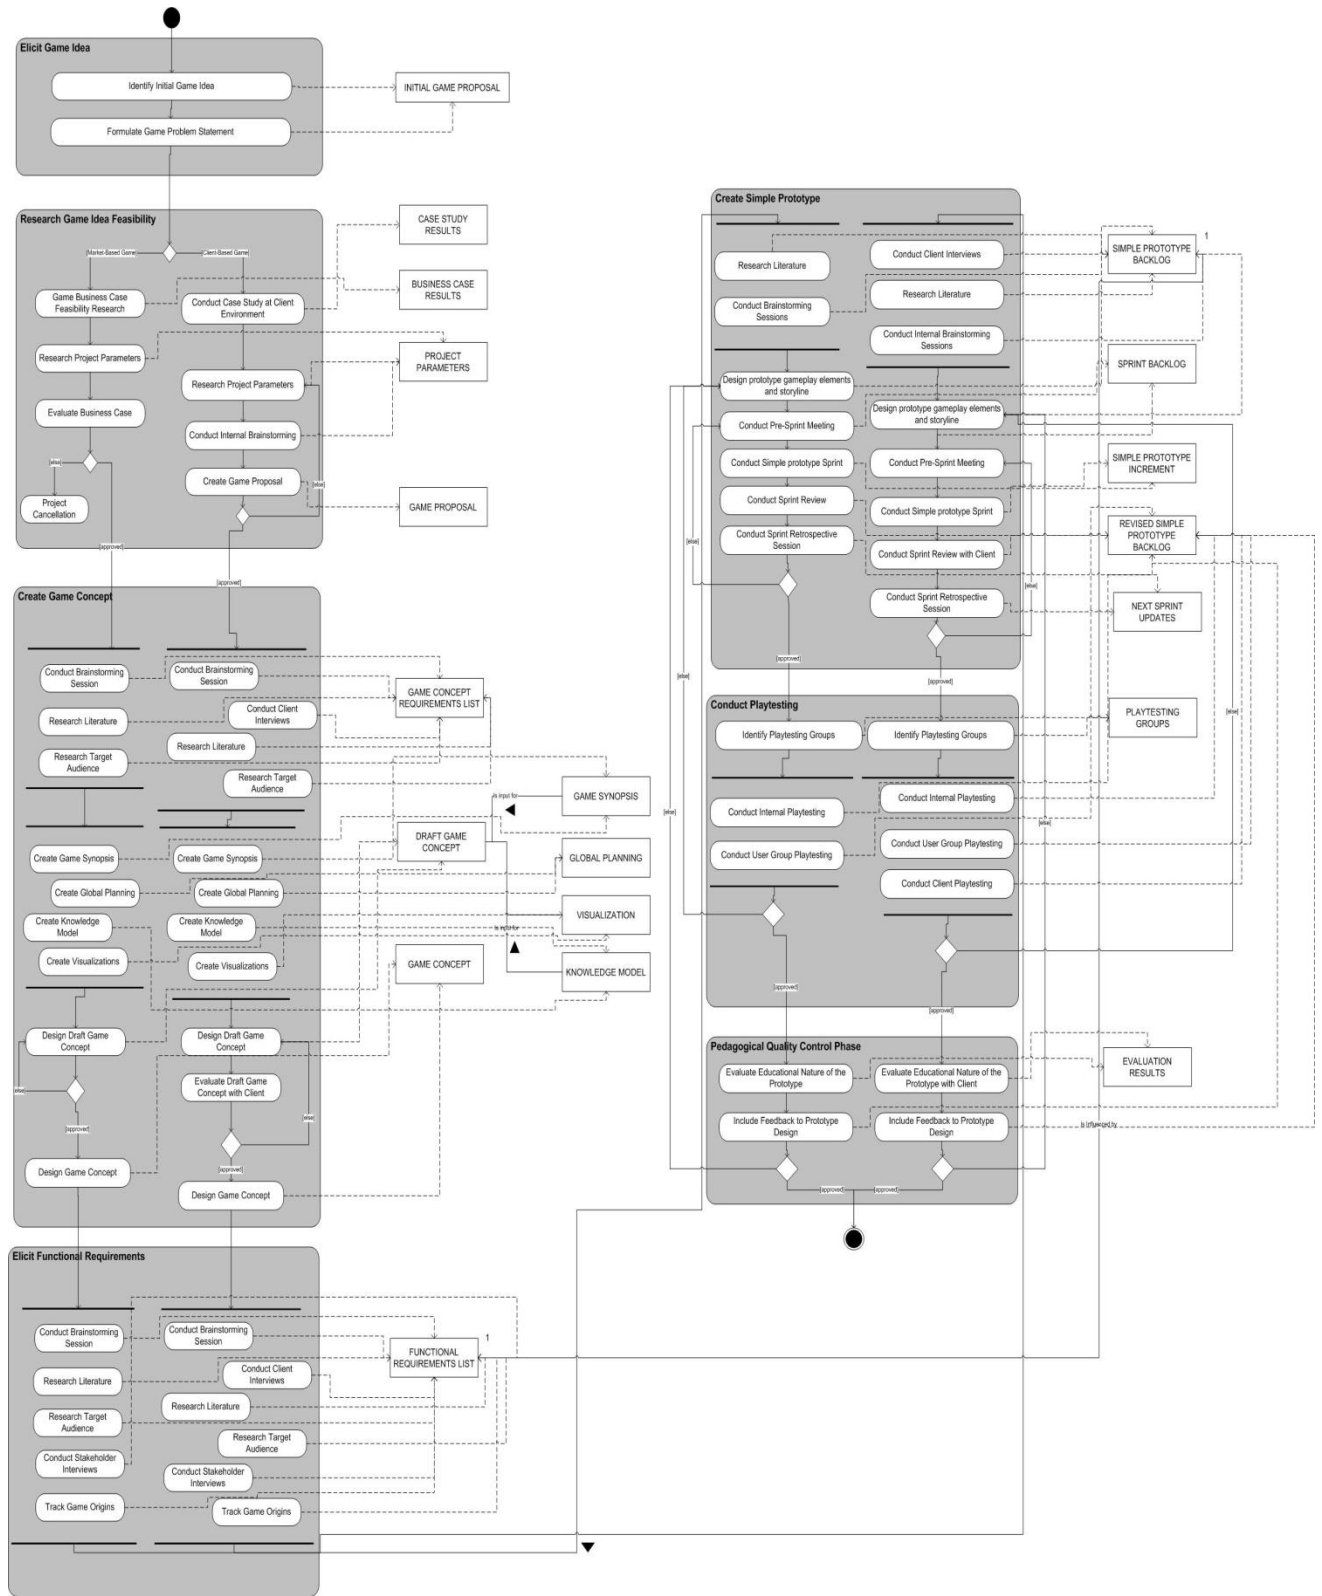 Elicit Game Idea
Identify Initial Game Idea
INITIAL GAME PROPOSAL
Formulate Game Problem Statement
Research Game Idea Feasibility
[Market-Based Game]
[Client-Based Game]
CASE STUDY
RESULTS
Game Business Case
Feasibility Research
Conduct Case Study at Client
Environment
BUSINESS CASE
RESULTS
Research Project Parameters
Research Project Parameters
PROJECT
PARAMETERS
Evaluate Business Case
Conduct Internal Brainstorming
[else]
Create Game Proposal
[else]
Project
Cancellation
GAME PROPOSAL
[approved]
[approved]
Create Game Concept
Conduct Brainstorming
Session
Conduct Brainstorming
Session
GAME CONCEPT
REQUIREMENTS LIST
Research Literature
Conduct Client
Interviews
Research Literature
Research Target
Audience
Research Target
Audience
Is input for
GAME SYNOPSIS
DRAFT GAME
CONCEPT
Create Game Synopsis
Create Game Synopsis
GLOBAL PLANNING
Create Global Planning
Create Global Planning
Create Knowledge
Model
Create Knowledge
Model
VISUALIZATION
Is input for
Create Visualizations
Create Visualizations
GAME CONCEPT
KNOWLEDGE MODEL
Design Draft Game
Concept
Design Draft Game
Concept
Evaluate Draft Game
Concept with Client
else
[else]
[approved]
[approved]
Design Game Concept
Design Game Concept
Elicit Functional Requirements
Conduct Brainstorming
Session
Conduct Brainstorming
Session
1
FUNCTIONAL
REQUIREMENTS LIST
Research Literature
Conduct Client
Interviews
Research Literature
Research Target
Audience
Research Target
Audience
Conduct Stakeholder
Interviews
Conduct Stakeholder
Interviews
Track Game Origins
Track Game Origins
Create Simple Prototype
Research Literature
Conduct Client Interviews
1
SIMPLE PROTOTYPE
BACKLOG
Research Literature
Conduct Brainstorming
Sessions
Conduct Internal Brainstorming
Sessions
SPRINT BACKLOG
Design prototype gameplay elements
and storyline
Design prototype gameplay elements
and storyline
Conduct Pre-Sprint Meeting
Conduct Simple prototype Sprint
Conduct Pre-Sprint Meeting
SIMPLE PROTOTYPE
INCREMENT
Conduct Sprint Review
Conduct Simple prototype Sprint
REVISED SIMPLE
PROTOTYPE
BACKLOG
Conduct Sprint Retrospective
Session
[else]
Conduct Sprint Review with Client
[else]
Conduct Sprint Retrospective
Session
NEXT SPRINT
UPDATES
[approved]
[else]
[approved]
Conduct Playtesting
PLAYTESTING
GROUPS
[else]
Identify Playtesting Groups
Identify Playtesting Groups
Conduct Internal Playtesting
Conduct Internal Playtesting
[else]
[else]
Conduct User Group Playtesting
Conduct User Group Playtesting
Conduct Client Playtesting
[approved]
[approved]
Pedagogical Quality Control Phase
Evaluate Educational Nature of the
Prototype
Evaluate Educational Nature of the
Prototype with Client
EVALUATION
RESULTS
Include Feedback to Prototype
Design
Include Feedback to Prototype
Design
Is Influenced by
[approved]
[approved]